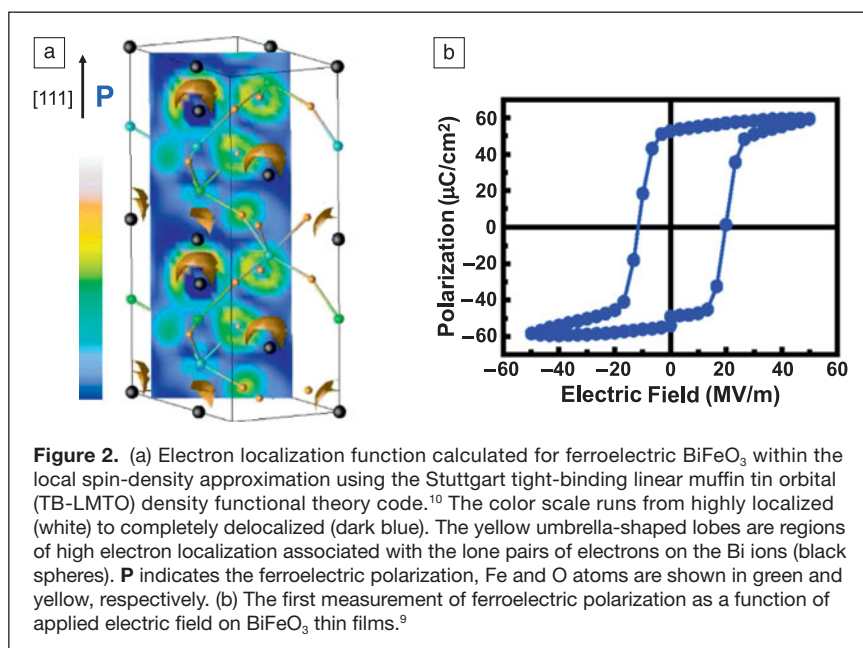 a
[111]
P
b
Polarization (μC/cm²)
60
40
20
0
−20
−40
−60
−60
−40
−20
0
20
40
60
Electric Field (MV/m)
Figure 2. (a) Electron localization function calculated for ferroelectric BiFeO₃ within the
local spin-density approximation using the Stuttgart tight-binding linear muffin tin orbital
(TB-LMTO) density functional theory code.¹⁰ The color scale runs from highly localized
(white) to completely delocalized (dark blue). The yellow umbrella-shaped lobes are regions
of high electron localization associated with the lone pairs of electrons on the Bi ions (black
spheres). P indicates the ferroelectric polarization, Fe and O atoms are shown in green and
yellow, respectively. (b) The first measurement of ferroelectric polarization as a function of
applied electric field on BiFeO₃ thin films.⁹